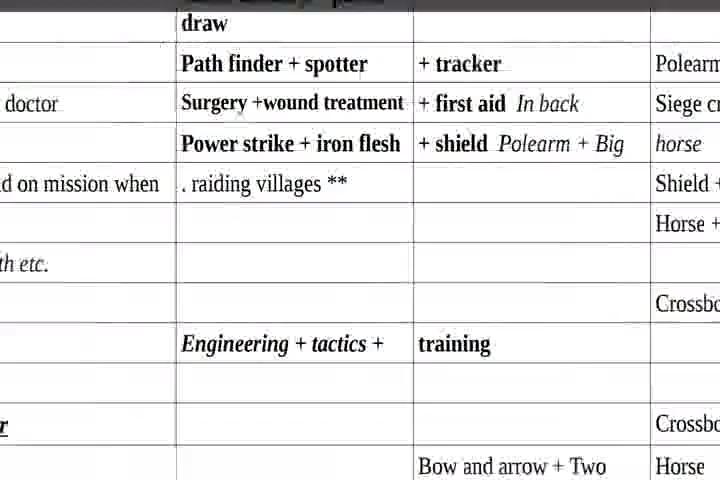 draw
Path finder + spotter + tracker Polearm
doctor Surgery +wound treatment + first aid In back Siege
Power strike + iron flesh + shield Polearm + Big horse
on mission when . raiding villages ** Shield +
Horse +
etc.
Engineering + tactics + training
Bow and arrow + Two Horse